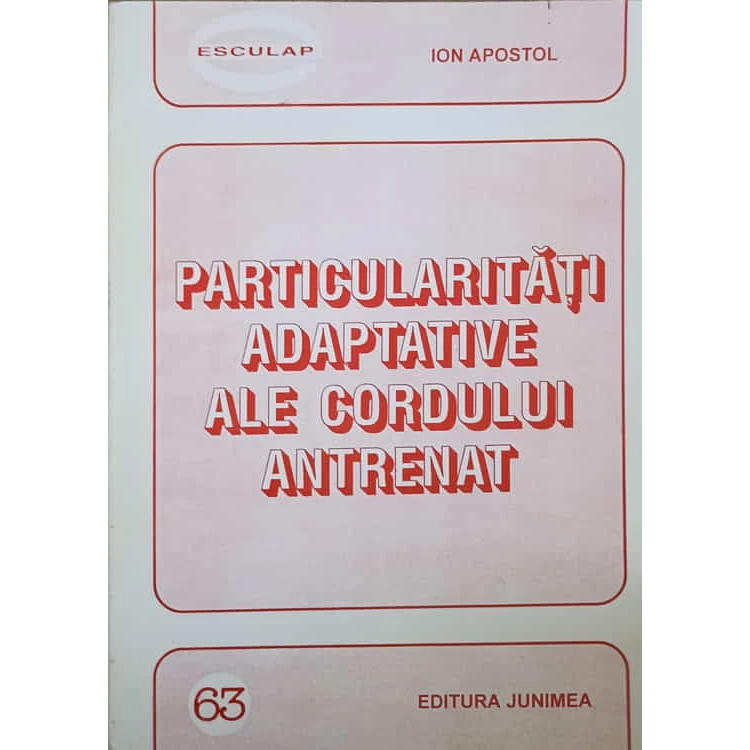 ESCULAP
ION APOSTOL
PARTICULARITĂȚI
ADAPTATIVE
ALE CORDULUI
ANTRENAT
63
EDITURA JUNIMEA